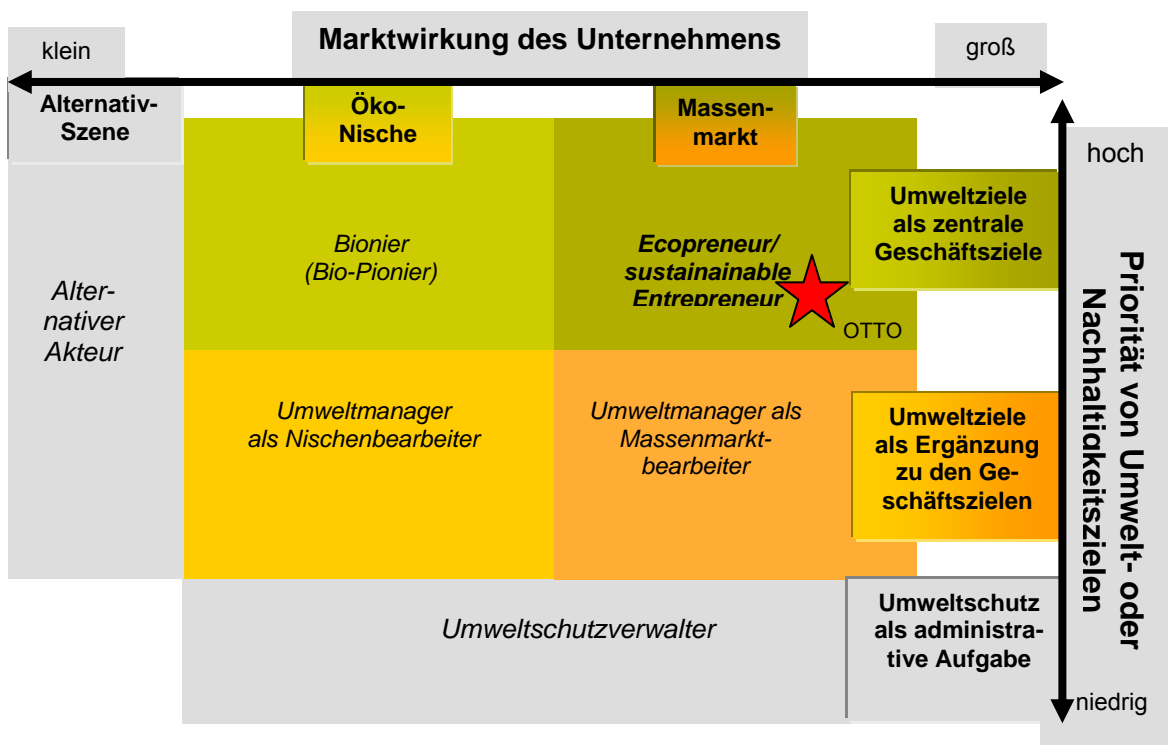 klein
Marktwirkung des Unternehmens
groß
Alternativ-
Szene
Öko-
Nische
Massen-
markt
hoch
Umweltziele
als zentrale
Geschäftsziele
Bionier
(Bio-Pionier)
Ecopreneur/
sustainainable
Entrepreneur
OTTO
Alter-
nativer
Akteur
Priorität von Umwelt- oder
Nachhaltigkeitszielen
Umweltmanager
als Nischenbearbeiter
Umweltmanager als
Massenmarkt-
bearbeiter
Umweltziele
als Ergänzung
zu den Ge-
schäftszielen
Umweltschutzverwalter
Umweltschutz
als administra-
tive Aufgabe
niedrig